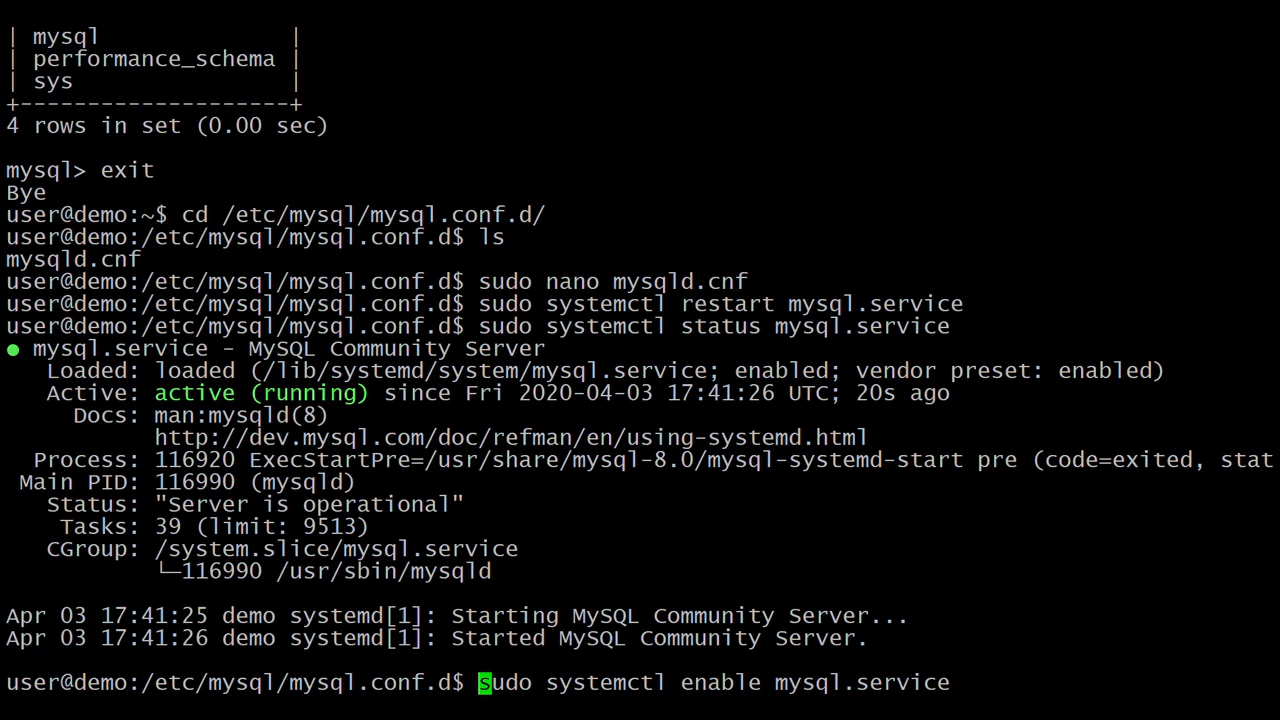 | mysql              |
| performance_schema |
| sys                |
+--------------------+
4 rows in set (0.00 sec)
mysql> exit
Bye
user@demo:~$ cd /etc/mysql/mysql.conf.d/
user@demo:/etc/mysql/mysql.conf.d$ ls
mysqld.cnf
user@demo:/etc/mysql/mysql.conf.d$ sudo nano mysqld.cnf
user@demo:/etc/mysql/mysql.conf.d$ sudo systemctl restart mysql.service
user@demo:/etc/mysql/mysql.conf.d$ sudo systemctl status mysql.service
● mysql.service - MySQL Community Server
   Loaded: loaded (/lib/systemd/system/mysql.service; enabled; vendor preset: enabled)
   Active: active (running) since Fri 2020-04-03 17:41:26 UTC; 20s ago
     Docs: man:mysqld(8)
           http://dev.mysql.com/doc/refman/en/using-systemd.html
  Process: 116920 ExecStartPre=/usr/share/mysql-8.0/mysql-systemd-start pre (code=exited, stat
 Main PID: 116990 (mysqld)
   Status: "Server is operational"
    Tasks: 39 (limit: 9513)
   CGroup: /system.slice/mysql.service
           └─116990 /usr/sbin/mysqld
Apr 03 17:41:25 demo systemd[1]: Starting MySQL Community Server...
Apr 03 17:41:26 demo systemd[1]: Started MySQL Community Server.
user@demo:/etc/mysql/mysql.conf.d$ sudo systemctl enable mysql.service